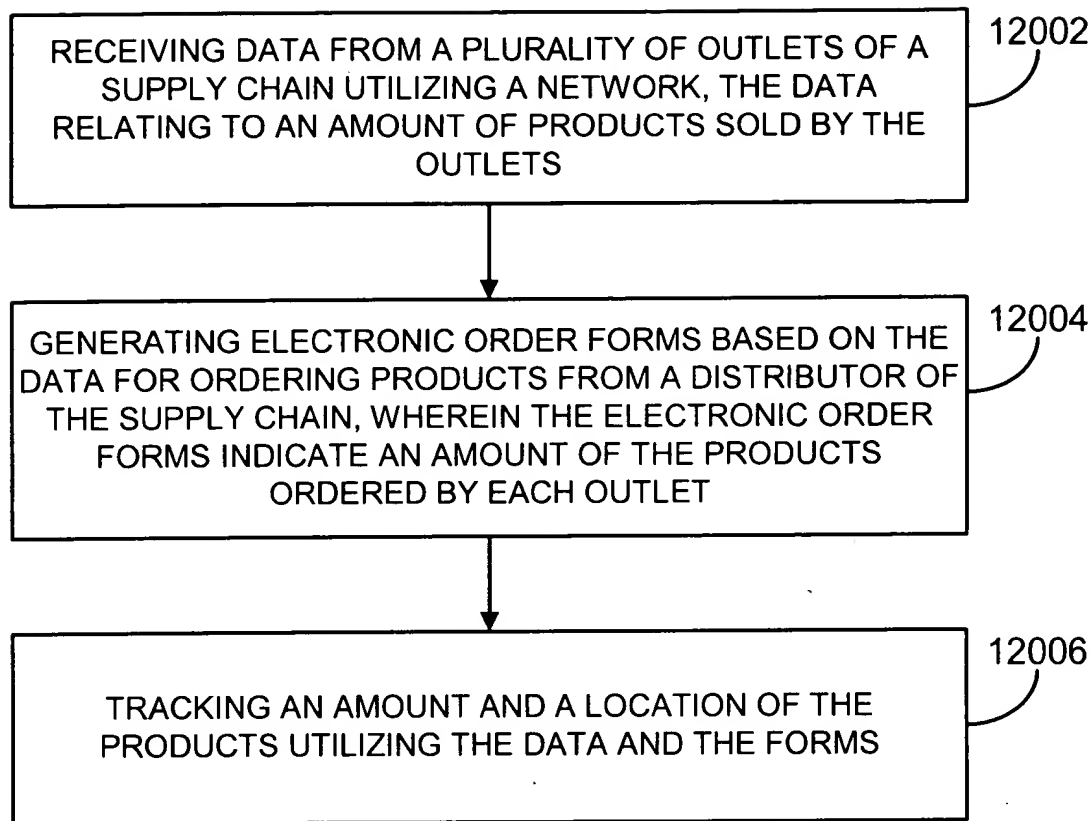 RECEIVING DATA FROM A PLURALITY OF OUTLETS OF A
SUPPLY CHAIN UTILIZING A NETWORK, THE DATA
RELATING TO AN AMOUNT OF PRODUCTS SOLD BY THE
OUTLETS
12002
GENERATING ELECTRONIC ORDER FORMS BASED ON THE
DATA FOR ORDERING PRODUCTS FROM A DISTRIBUTOR OF
THE SUPPLY CHAIN, WHEREIN THE ELECTRONIC ORDER
FORMS INDICATE AN AMOUNT OF THE PRODUCTS
ORDERED BY EACH OUTLET
12004
TRACKING AN AMOUNT AND A LOCATION OF THE
PRODUCTS UTILIZING THE DATA AND THE FORMS
12006